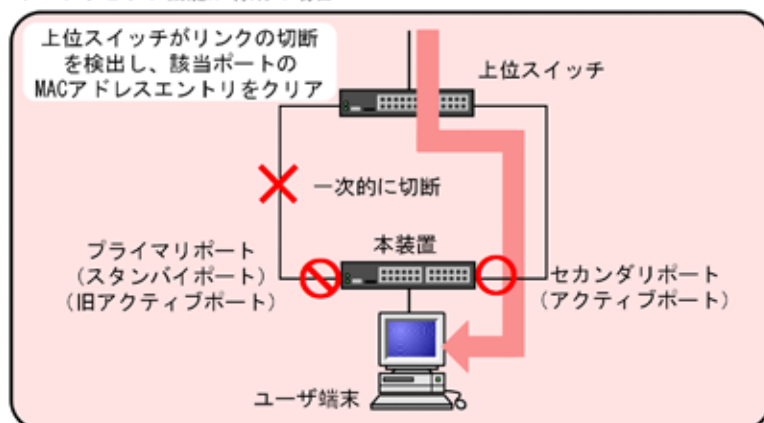 上位スイッチがリンクの切断
を検出し、該当ポートの
MACアドレスエントリをクリア
上位スイッチ
一次的に切断
本装置
プライマリポート
(スタンバイポート)
(旧アクティブポート)
セカンダリポート
(アクティブポート)
ユーザ端末